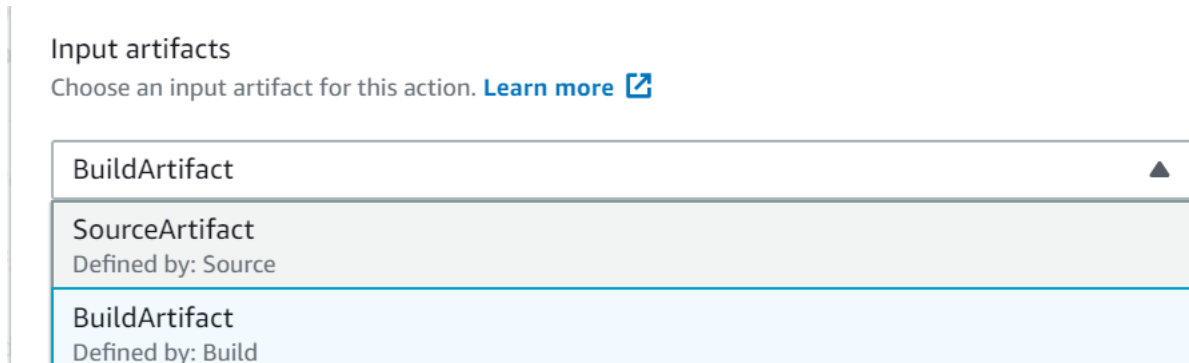 Input artifacts
Choose an input artifact for this action. Learn more
BuildArtifact
SourceArtifact
Defined by: Source
BuildArtifact
Defined by: Build